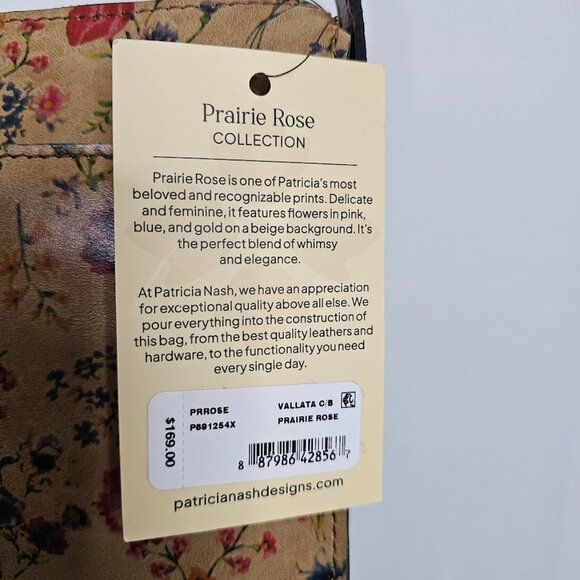 Prairie Rose
COLLECTION
Prairie Rose is one of Patricia's most
beloved and recognizable prints. Delicate
and feminine, it features flowers in pink,
blue, and gold on a beige background. It's
the perfect blend of whimsy
and elegance.
At Patricia Nash, we have an appreciation
for exceptional quality above all else. We
pour everything into the construction of
this bag, from the best quality leathers and
hardware, to the functionality you need
every single day.
$169.00
PRROSE
P691254X
VALLATA C/B
PRAIRIE ROSE
8 87986 42856 7
patricianashdesigns.com